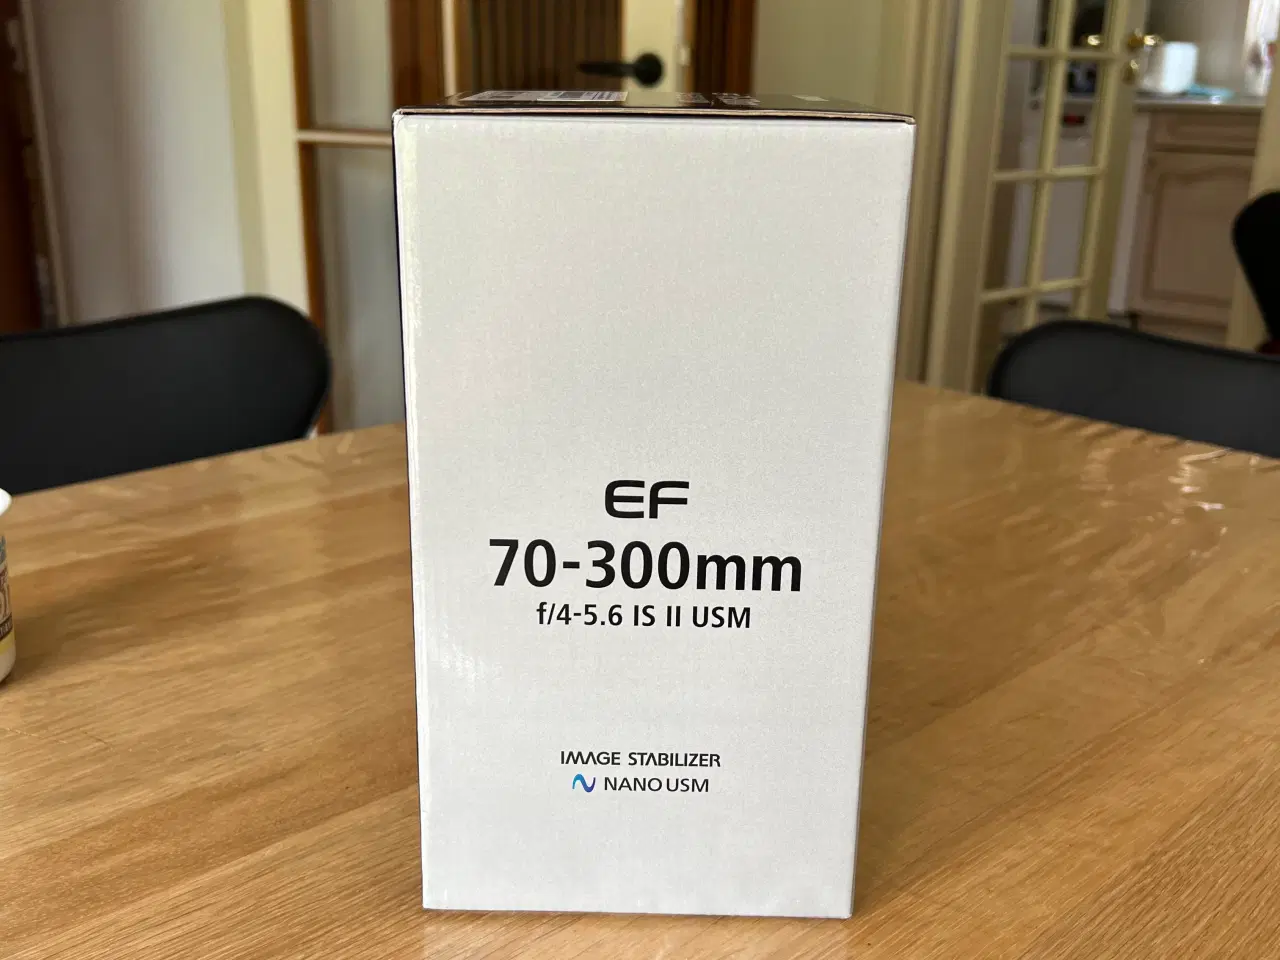 EF
70-300mm
f/4-5.6 IS II USM
IMAGE STABILIZER
NANO USM